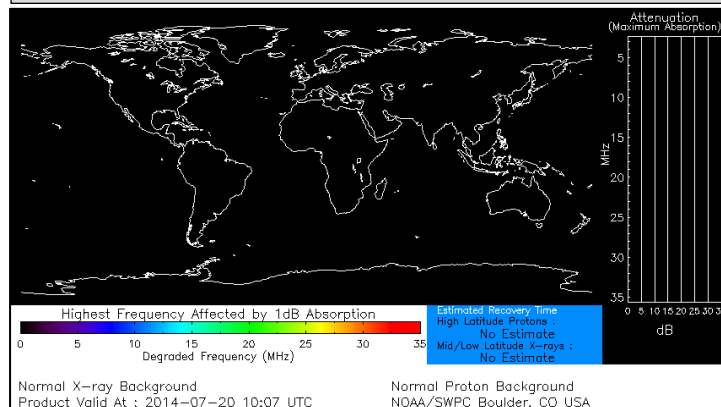 Attenuation
(Maximum Absorption)
5
10
15
20
25
30
35
MHz
0 5 10 15 20 25 30
dB
Highest Frequency Affected by 1dB Absorption
0 5 10 15 20 25 30 35
Degraded Frequency (MHz)
Estimated Recovery Time
High Latitude Protons :
No Estimate
Mid/Low Latitude X-rays :
No Estimate
Normal X-ray Background
Normal Proton Background
Product Valid At : 2014-07-20 10:07 UTC
NOAA/SWPC Boulder, CO USA